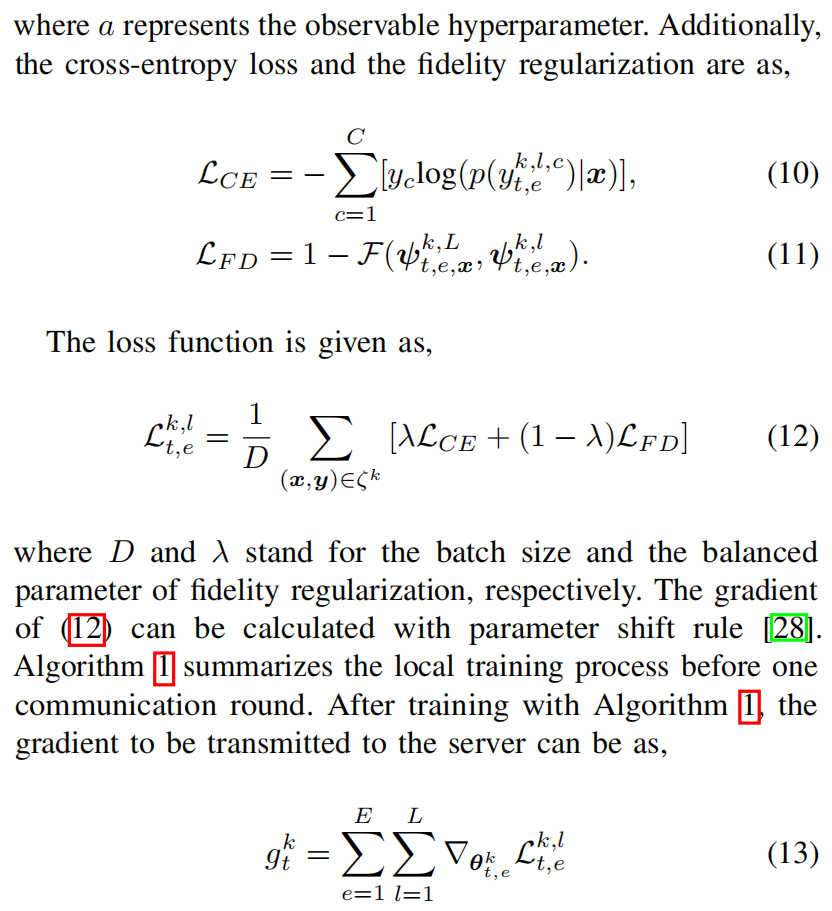 where a represents the observable hyperparameter. Additionally,
the cross-entropy loss and the fidelity regularization are as,
$\mathcal{L}_{CE} = -\sum_{c=1}^{C}[y_c \log(p(y_{t,e}^{k,l,c})|\boldsymbol{x})],$ (10)
$\mathcal{L}_{FD} = 1 - \mathcal{F}(\boldsymbol{\psi}_{t,e,\boldsymbol{x}}^{k,L}, \boldsymbol{\psi}_{t,e,\boldsymbol{x}}^{k,l}).$ (11)
The loss function is given as,
$\mathcal{L}_{t,e}^{k,l} = \frac{1}{D} \sum_{(\boldsymbol{x},\boldsymbol{y})\in\zeta^k} [\lambda\mathcal{L}_{CE} + (1-\lambda)\mathcal{L}_{FD}]$ (12)
where D and λ stand for the batch size and the balanced
parameter of fidelity regularization, respectively. The gradient
of (12) can be calculated with parameter shift rule [28].
Algorithm 1 summarizes the local training process before one
communication round. After training with Algorithm 1, the
gradient to be transmitted to the server can be as,
$g_t^k = \sum_{e=1}^{E}\sum_{l=1}^{L} \nabla_{\boldsymbol{\theta}_{t,e}^k} \mathcal{L}_{t,e}^{k,l}$ (13)